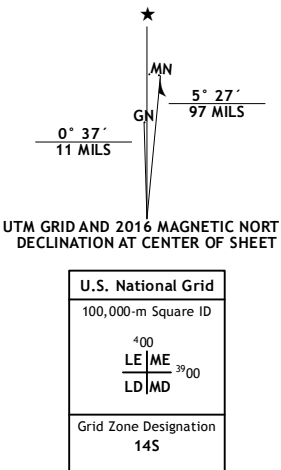 MN
GN
5° 27´
97 MILS
0° 37´
11 MILS
UTM GRID AND 2016 MAGNETIC NORT
DECLINATION AT CENTER OF SHEET
U.S. National Grid
100,000-m Square ID
400
LE ME
3900
LD MD
Grid Zone Designation
14S